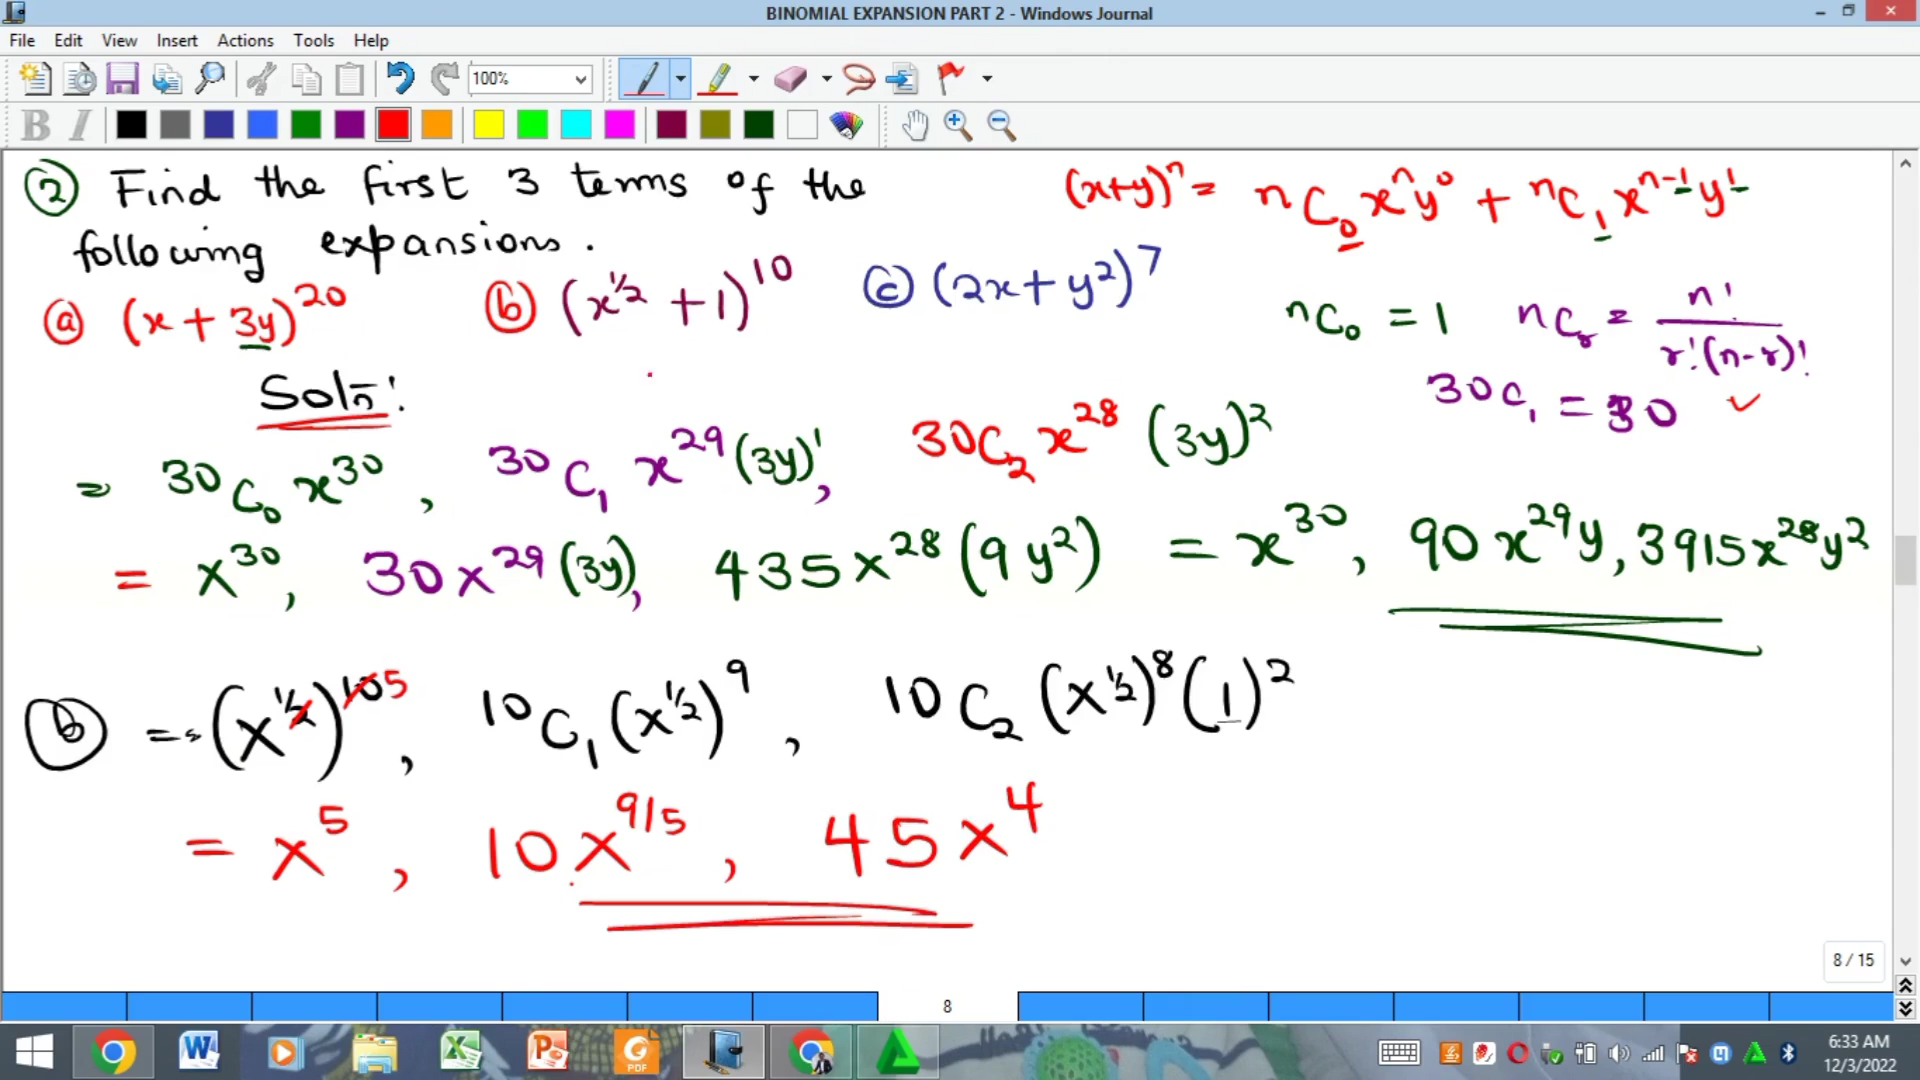 BINOMIAL EXPANSION PART 2 - Windows Journal
File Edit View Insert Actions Tools Help
100%
B I
② Find the first 3 terms of the
following expansions.
(x+y)ⁿ = nC₀xⁿy⁰ + ⁿC₁xⁿ⁻¹y¹
ⓐ (x + 3y)²⁰ ⓑ (x^½ + 1)¹⁰ ⓒ (2x + y²)⁷
ⁿC₀ = 1 nCᵣ = n!/r!(n-r)!
Soln:
30C₁ = 30 ✓
= ³⁰C₀x³⁰, ³⁰C₁ x²⁹(3y)¹, 30C₂x²⁸(3y)²
= x³⁰, 30x²⁹(3y), 435x²⁸(9y²) = x³⁰, 90x²⁹y, 3915x²⁸y²
ⓑ = (x^½)¹⁰ 5, ¹⁰C₁(x^½)⁹, 10C₂(x^½)⁸(1)²
= x⁵, 10x^9/5, 45x⁴
8 / 15
8
W X P G PDF
6:33 AM
12/3/2022